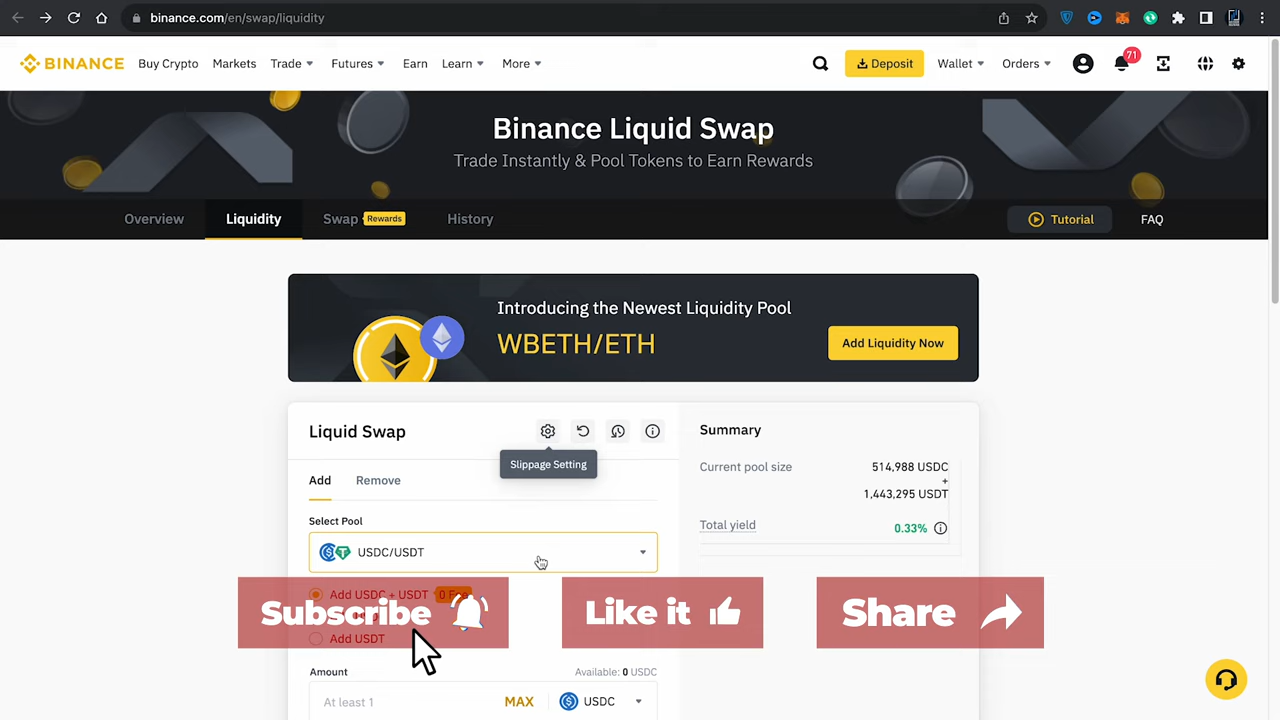 binance.com/en/swap/liquidity
BINANCE Buy Crypto Markets Trade Futures Earn Learn More Deposit Wallet Orders 71
Binance Liquid Swap
Trade Instantly & Pool Tokens to Earn Rewards
Overview Liquidity Swap Rewards History Tutorial FAQ
Introducing the Newest Liquidity Pool
WBETH/ETH
Add Liquidity Now
Liquid Swap
Slippage Setting
Add Remove
Select Pool
USDC/USDT
Add USDC + USDT 0 Fee
Add USDT
Amount Available: 0 USDC
At least 1 MAX USDC
Summary
Current pool size 514,988 USDC
+
1,443,295 USDT
Total yield 0.33%
Subscribe Like it Share